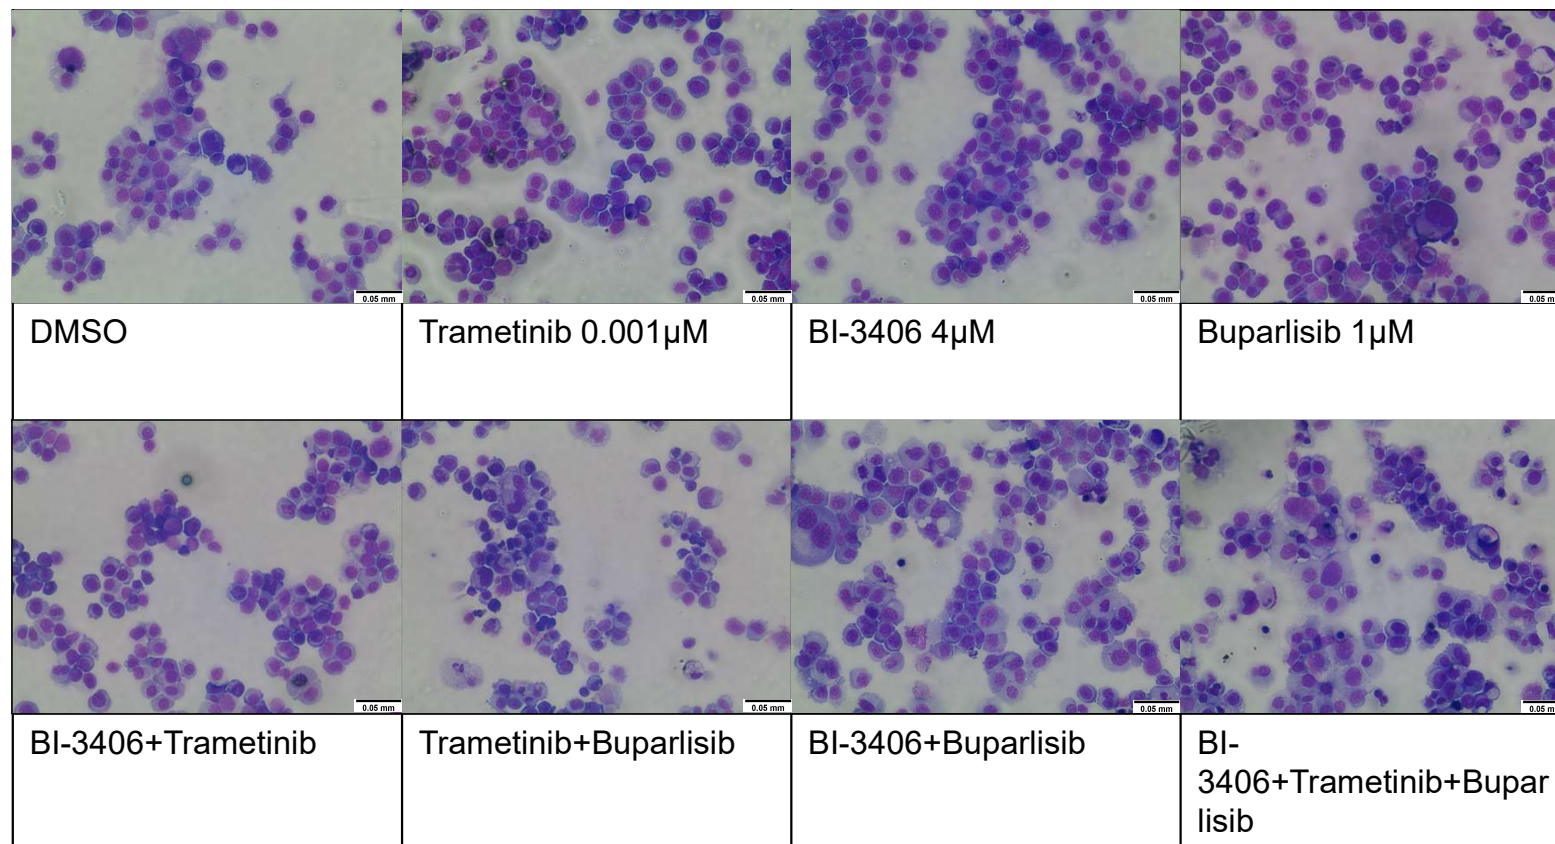 0.05 mm
0.05 mm
0.05 mm
0.05 m
DMSO
Trametinib 0.001µM
BI-3406 4µM
Buparlisib 1µM
0.05 mm
0.05 mm
0.05 mm
0.05 m
BI-3406+Trametinib
Trametinib+Buparlisib
BI-3406+Buparlisib
BI-
3406+Trametinib+Bupar
lisib